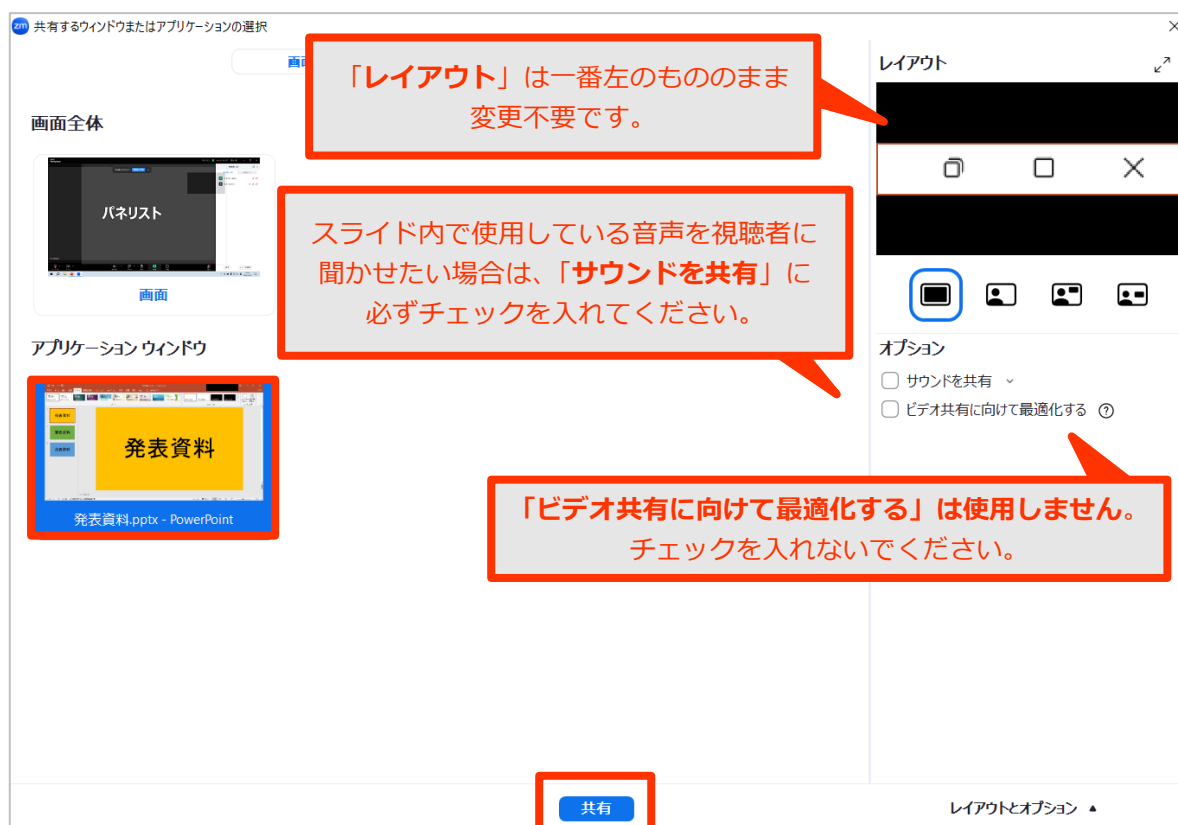 zm 共有するウィンドウまたはアプリケーションの選択
「レイアウト」は一番左のもののまま
変更不要です。
レイアウト
画面全体
パネリスト
画面
スライド内で使用している音声を視聴者に
聞かせたい場合は、「サウンドを共有」に
必ずチェックを入れてください。
アプリケーション ウィンドウ
発表資料
発表資料.pptx - PowerPoint
オプション
サウンドを共有
ビデオ共有に向けて最適化する
「ビデオ共有に向けて最適化する」は使用しません。
チェックを入れないでください。
共有
レイアウトとオプション